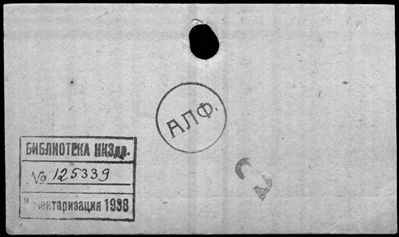 АЛФ.
БИБЛИОТЕКА НКЗдр.
№ 125339
Инвентаризация 1938